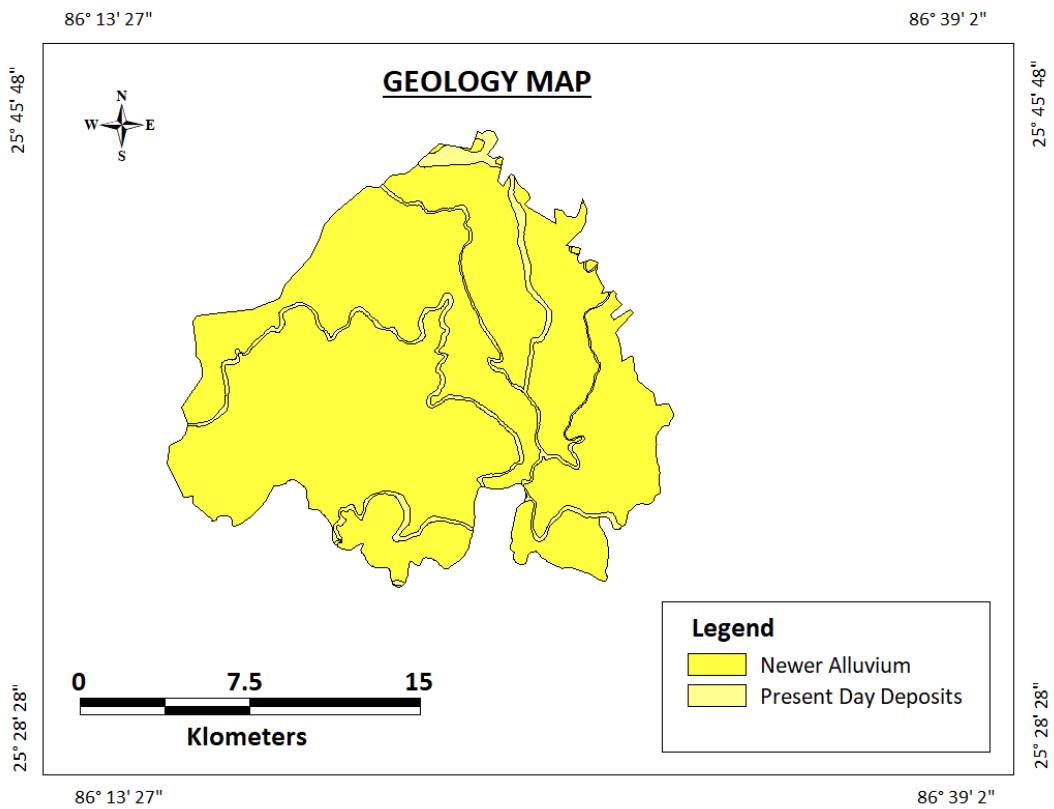 86° 13' 27"
86° 39' 2"
25° 45' 48"
25° 45' 48"
GEOLOGY MAP
N
W
E
S
Legend
Newer Alluvium
Present Day Deposits
0
7.5
15
Klometers
25° 28' 28"
25° 28' 28"
86° 13' 27"
86° 39' 2"